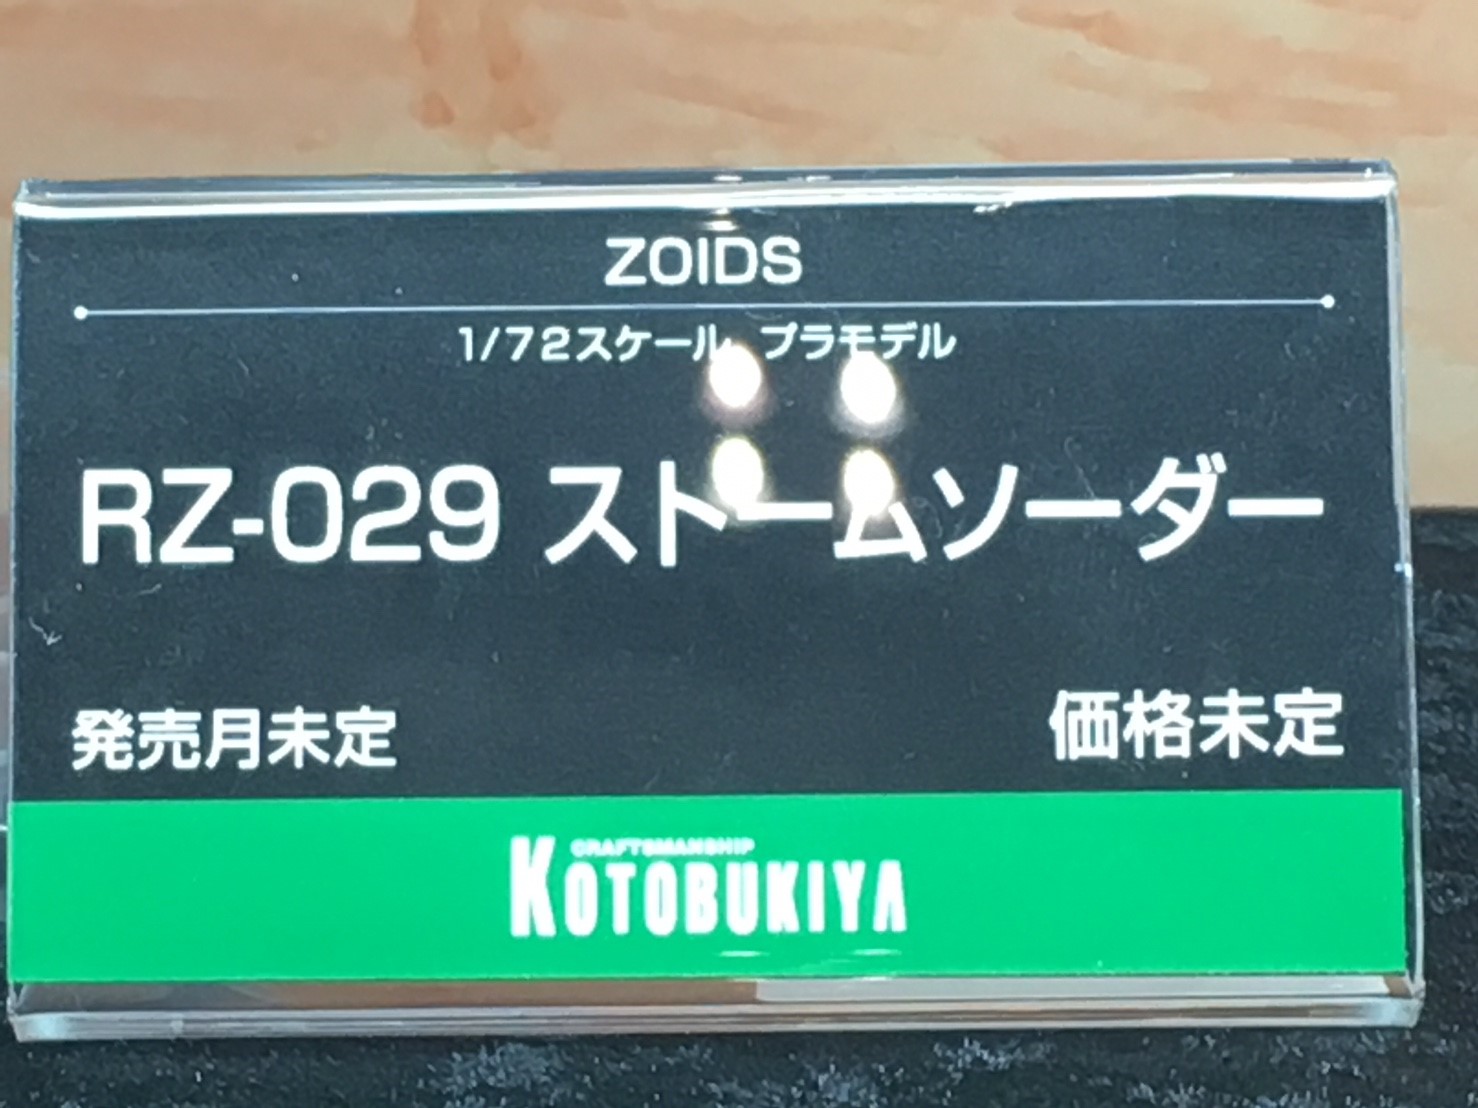 ZOIDS
1/72スケール プラモデル
RZ-029 ストームソーダー
発売月未定
価格未定
CRAFTSMANSHIP
KOTOBUKIYA